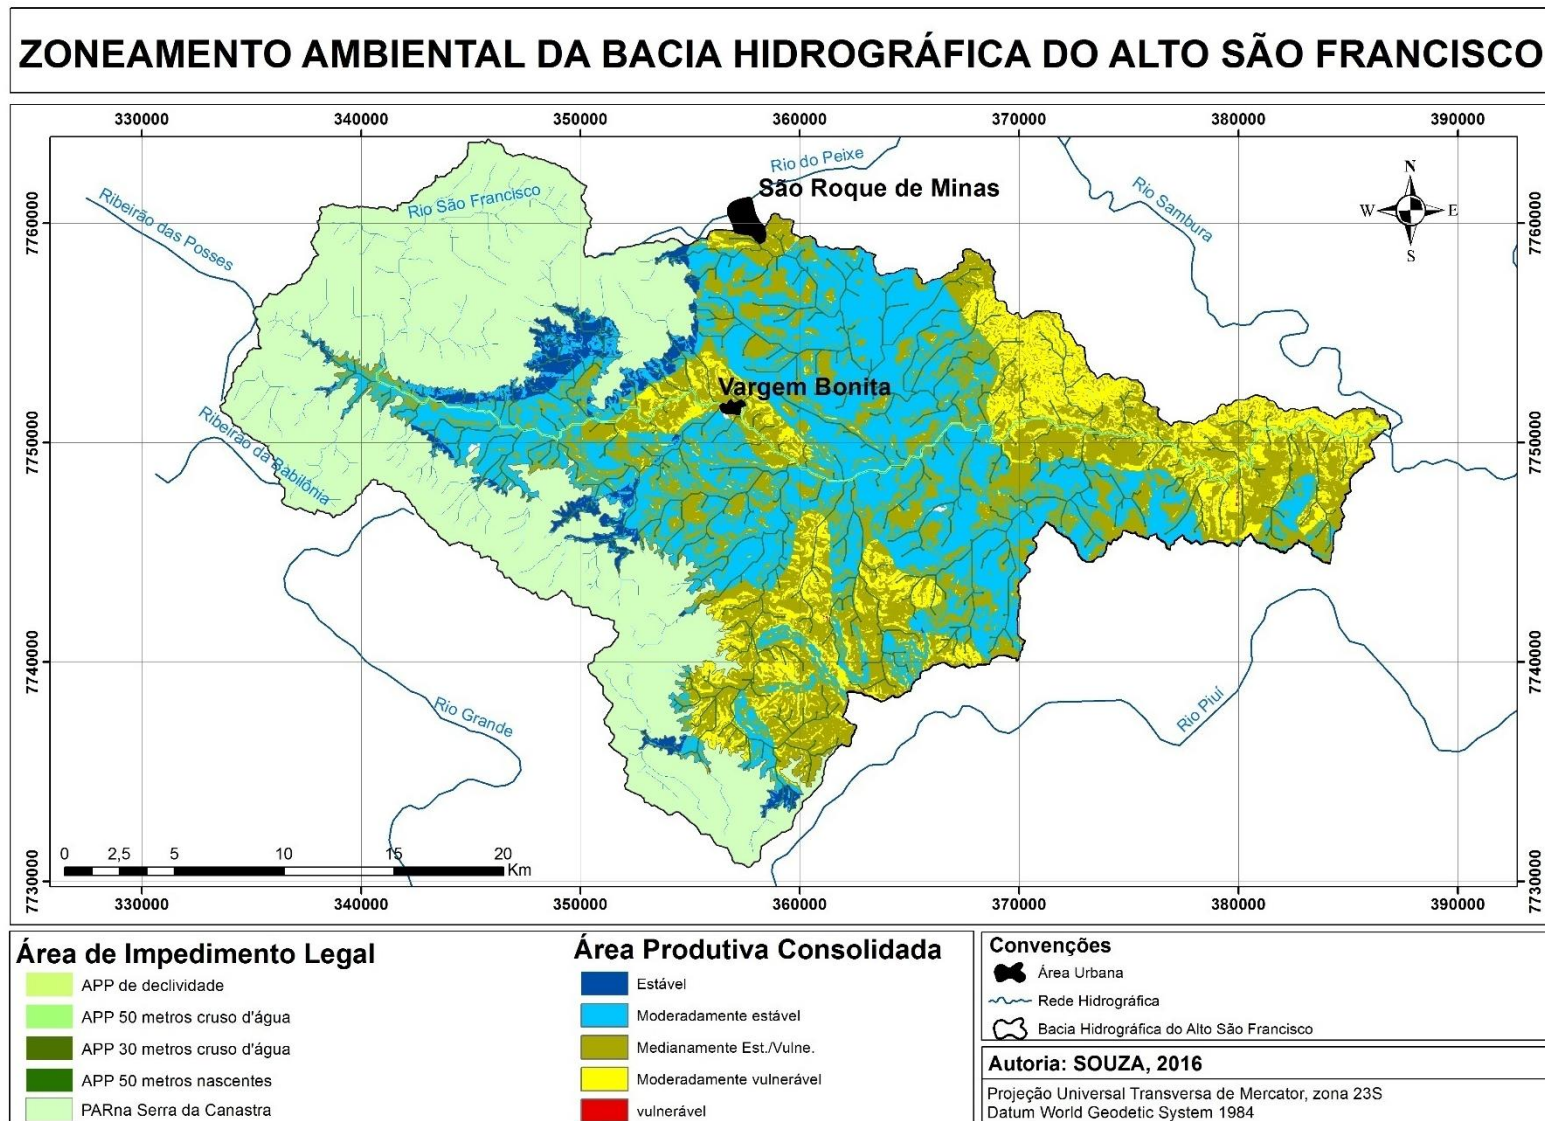 ZONEAMENTO AMBIENTAL DA BACIA HIDROGRÁFICA DO ALTO SÃO FRANCISCO
330000 340000 350000 360000 370000 380000 390000
Rio do Peixe
São Roque de Minas
Rio São Francisco
Ribeirão das Posses
Rio Sambura
N
W E
S
7760000 7760000
Vargem Bonita
7750000 7750000
Ribeirão da Babilônia
7740000 7740000
Rio Grande
Rio Piuí
0 2,5 5 10 15 20
Km
7730000 7730000
330000 340000 350000 360000 370000 380000 390000
Área de Impedimento Legal
APP de declividade
APP 50 metros cruso d'água
APP 30 metros cruso d'água
APP 50 metros nascentes
PARna Serra da Canastra
Área Produtiva Consolidada
Estável
Moderadamente estável
Medianamente Est./Vulne.
Moderadamente vulnerável
vulnerável
Convenções
Área Urbana
Rede Hidrográfica
Bacia Hidrográfica do Alto São Francisco
Autoria: SOUZA, 2016
Projeção Universal Transversa de Mercator, zona 23S
Datum World Geodetic System 1984